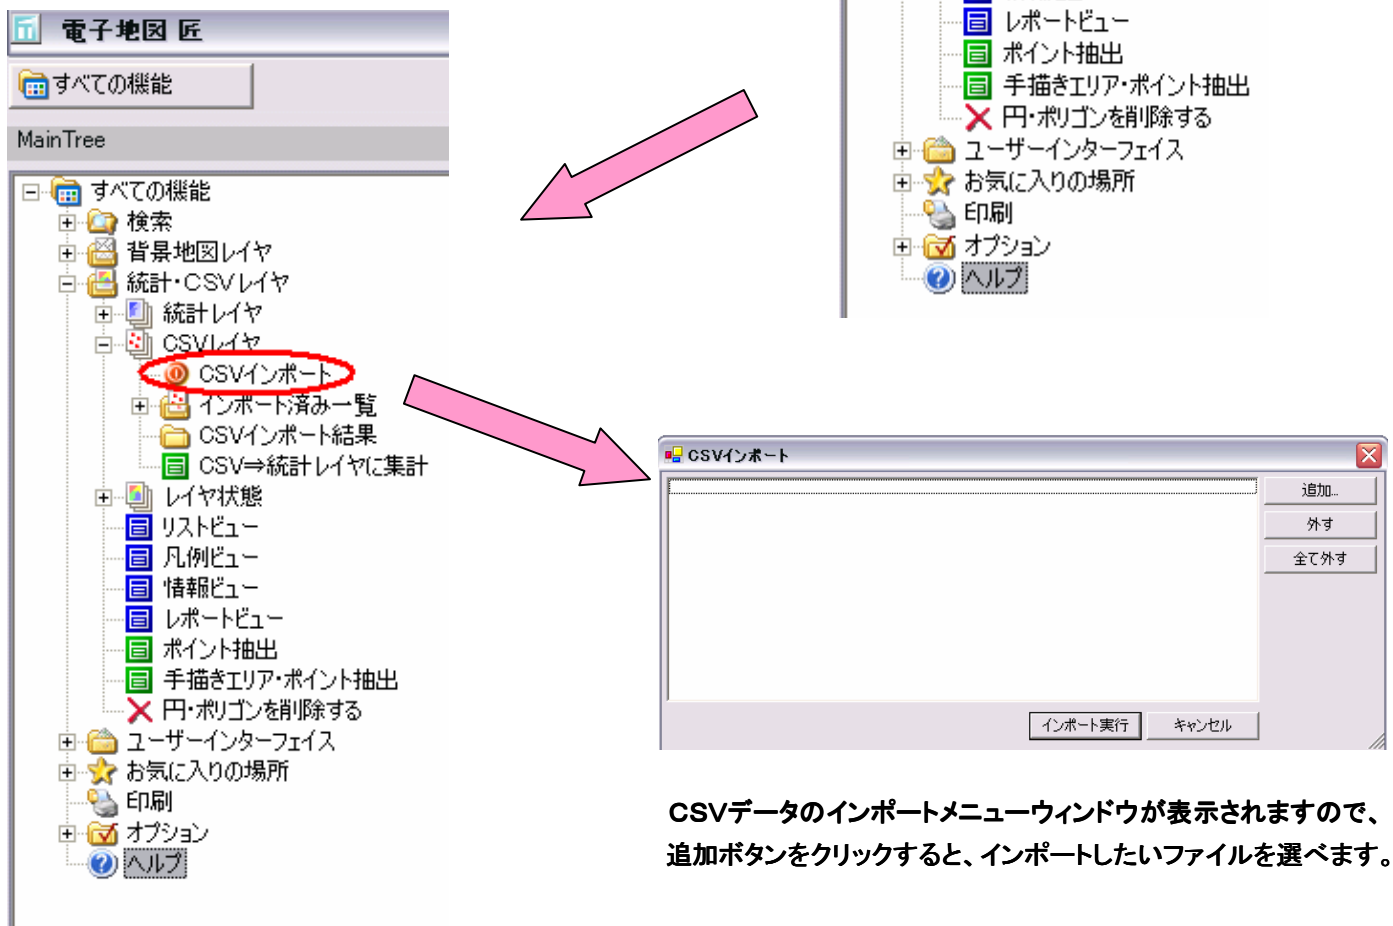 電子地図 匠
すべての機能
MainTree
すべての機能
検索
背景地図レイヤ
統計・CSVレイヤ
統計レイヤ
CSVレイヤ
CSVインポート
インポート済み一覧
CSVインポート結果
CSV⇒統計レイヤに集計
レイヤ状態
リストビュー
凡例ビュー
情報ビュー
レポートビュー
ポイント抽出
手描きエリア・ポイント抽出
円・ポリゴンを削除する
ユーザーインターフェイス
お気に入りの場所
印刷
オプション
ヘルプ
レポートビュー
ポイント抽出
手描きエリア・ポイント抽出
円・ポリゴンを削除する
ユーザーインターフェイス
お気に入りの場所
印刷
オプション
ヘルプ
CSVインポート
追加...
外す
全て外す
インポート実行
キャンセル
CSVデータのインポートメニューウィンドウが表示されますので、
追加ボタンをクリックすると、インポートしたいファイルを選べます。